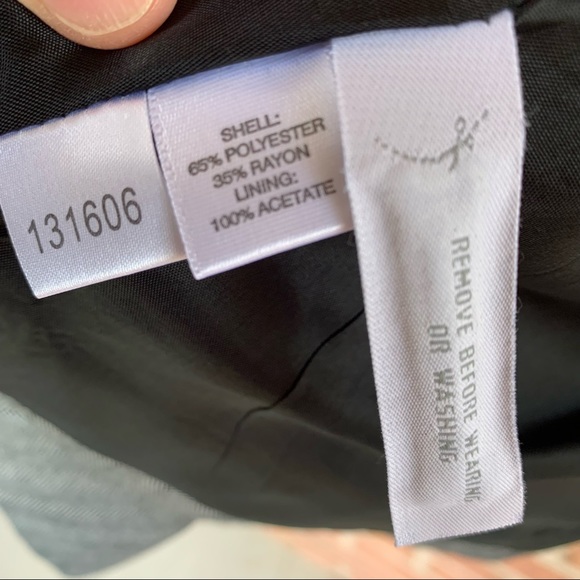 131606
SHELL:
65% POLYESTER
35% RAYON
LINING:
100% ACETATE
REMOVE BEFORE WEARING
OR WASHING